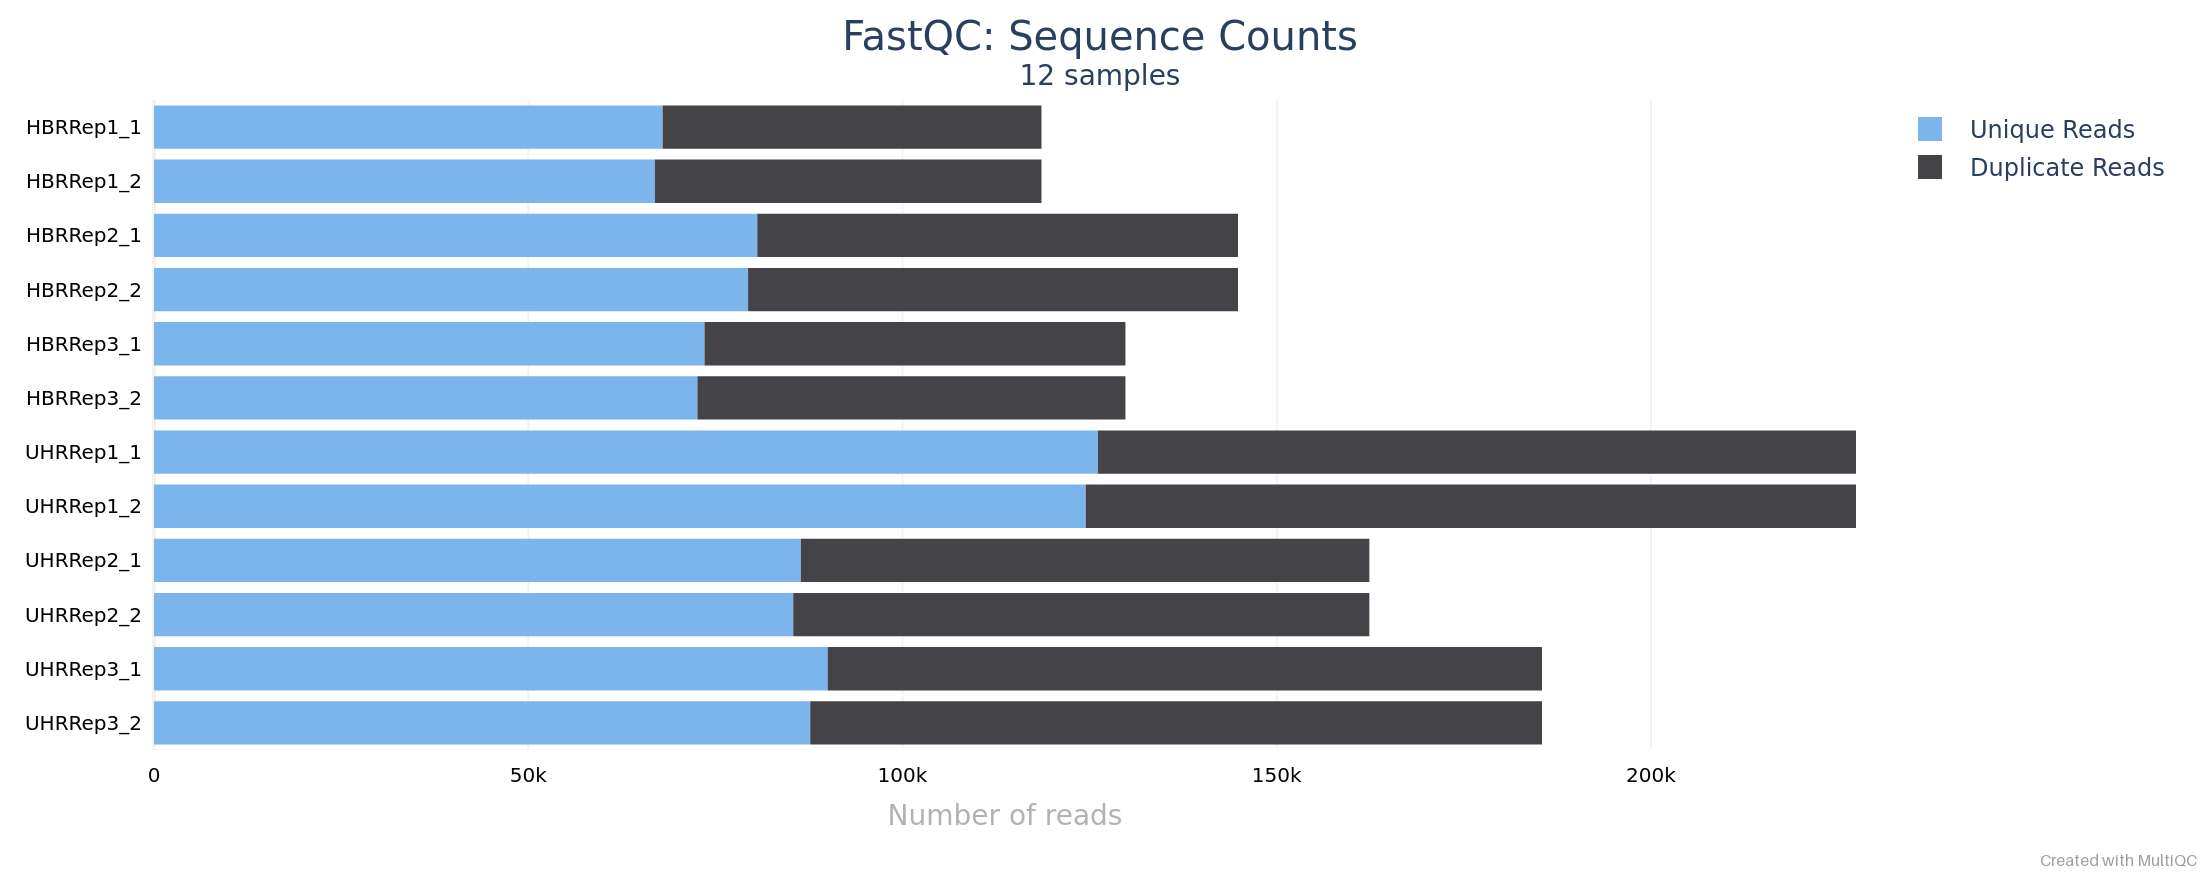 FastQC: Sequence Counts
12 samples
HBRRep1_1
HBRRep1_2
HBRRep2_1
HBRRep2_2
HBRRep3_1
HBRRep3_2
UHRRep1_1
UHRRep1_2
UHRRep2_1
UHRRep2_2
UHRRep3_1
UHRRep3_2
Unique Reads
Duplicate Reads
0 50k 100k 150k 200k
Number of reads
Created with MultiQC